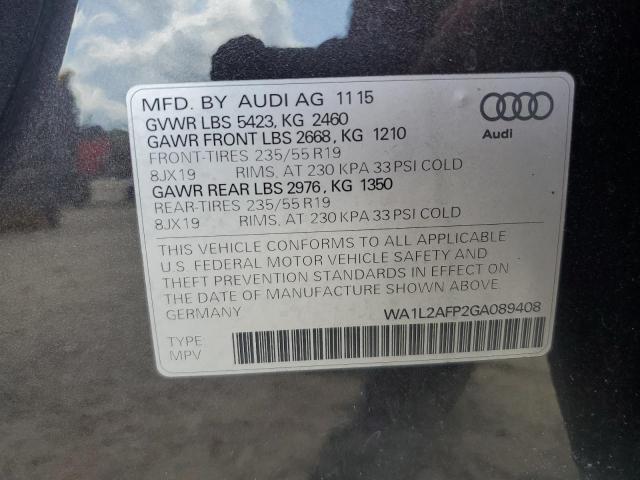 MFD. BY AUDI AG 11 15
GVWR LBS 5423, KG 2460
GAWR FRONT LBS 2668, KG 1210
FRONT-TIRES 235/55 R19
8JX19 RIMS, AT 230 KPA 33 PSI COLD
GAWR REAR LBS 2976, KG 1350
REAR-TIRES 235/55 R19
8JX19 RIMS, AT 230 KPA 33 PSI COLD
Audi
THIS VEHICLE CONFORMS TO ALL APPLICABLE
U.S. FEDERAL MOTOR VEHICLE SAFETY AND
THEFT PREVENTION STANDARDS IN EFFECT ON
THE DATE OF MANUFACTURE SHOWN ABOVE.
GERMANY
WA1L2AFP2GA089408
TYPE:
MPV